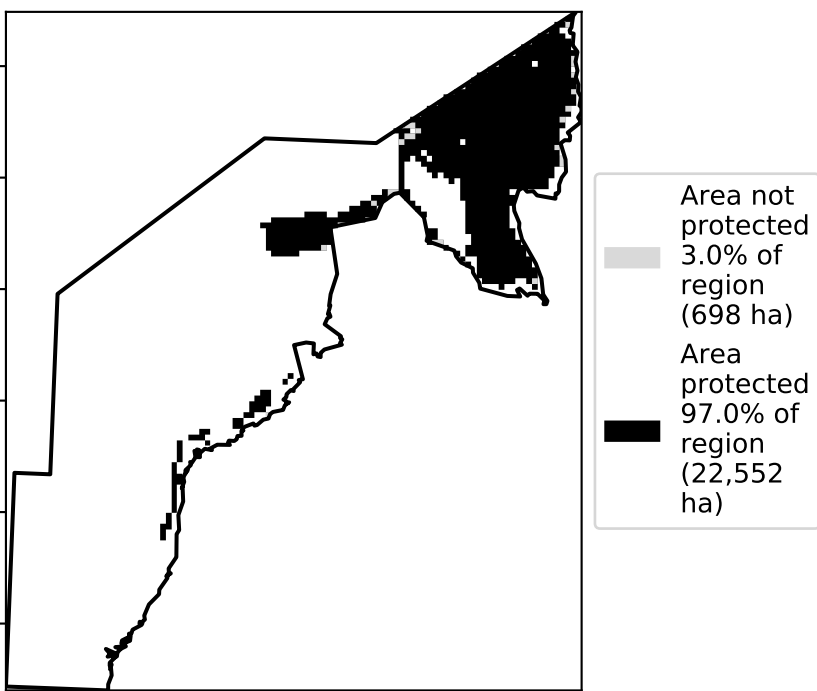 Area not
protected
3.0% of
region
(698 ha)
Area
protected
97.0% of
region
(22,552
ha)